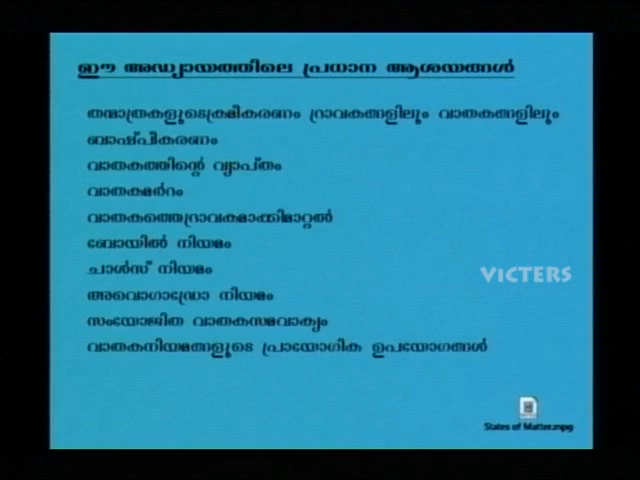 ഈ അദ്ധ്യായത്തിലെ പ്രധാന ആശയങ്ങൾ
തന്മാത്രകളുടെക്രമീകരണം ദ്രാവകങ്ങളിലും വാതകങ്ങളിലും
ബാഷ്പീകരണം
വാതകത്തിന്റെ വ്യാപ്തം
വാതകമർദം
വാതകത്തെദ്രാവകമാക്കിമാറ്റൽ
ബോയിൽ നിയമം
ചാൾസ് നിയമം
VICTERS
അവൊഗാഡ്രോ നിയമം
സംയോജിത വാതകസമവാക്യം
വാതകനിയമങ്ങളുടെ പ്രായോഗിക ഉപയോഗങ്ങൾ
States of Matter.mpg